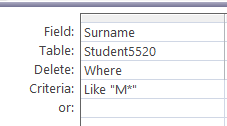 Field: Surname
Table: Student5520
Delete: Where
Criteria: Like "M*"
or: